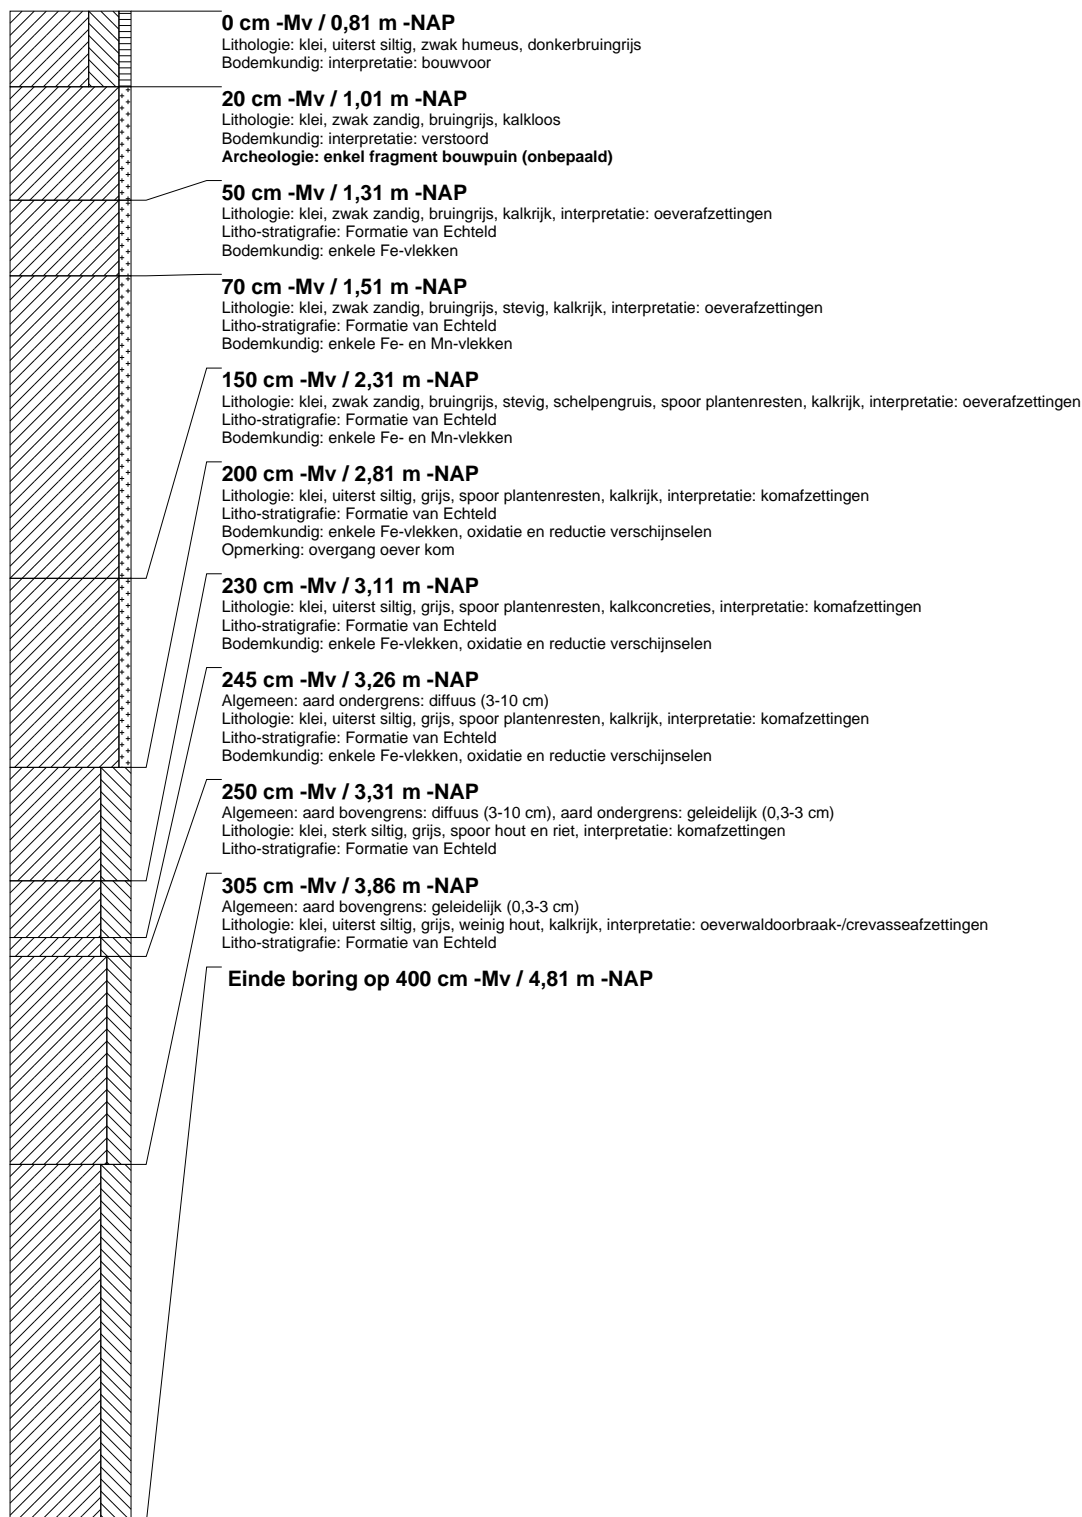 0 cm -Mv / 0,81 m -NAP
Lithologie: klei, uiterst siltig, zwak humeus, donkerbruingrijs
Bodemkundig: interpretatie: bouwvoor
20 cm -Mv / 1,01 m -NAP
Lithologie: klei, zwak zandig, bruingrijs, kalkloos
Bodemkundig: interpretatie: verstoord
Archeologie: enkel fragment bouwpuin (onbepaald)
50 cm -Mv / 1,31 m -NAP
Lithologie: klei, zwak zandig, bruingrijs, kalkrijk, interpretatie: oeverafzettingen
Litho-stratigrafie: Formatie van Echteld
Bodemkundig: enkele Fe-vlekken
70 cm -Mv / 1,51 m -NAP
Lithologie: klei, zwak zandig, bruingrijs, stevig, kalkrijk, interpretatie: oeverafzettingen
Litho-stratigrafie: Formatie van Echteld
Bodemkundig: enkele Fe- en Mn-vlekken
150 cm -Mv / 2,31 m -NAP
Lithologie: klei, zwak zandig, bruingrijs, stevig, schelpengruis, spoor plantenresten, kalkrijk, interpretatie: oeverafzettingen
Litho-stratigrafie: Formatie van Echteld
Bodemkundig: enkele Fe- en Mn-vlekken
200 cm -Mv / 2,81 m -NAP
Lithologie: klei, uiterst siltig, grijs, spoor plantenresten, kalkrijk, interpretatie: komafzettingen
Litho-stratigrafie: Formatie van Echteld
Bodemkundig: enkele Fe-vlekken, oxidatie en reductie verschijnselen
Opmerking: overgang oever kom
230 cm -Mv / 3,11 m -NAP
Lithologie: klei, uiterst siltig, grijs, spoor plantenresten, kalkconcreties, interpretatie: komafzettingen
Litho-stratigrafie: Formatie van Echteld
Bodemkundig: enkele Fe-vlekken, oxidatie en reductie verschijnselen
245 cm -Mv / 3,26 m -NAP
Algemeen: aard ondergrens: diffuus (3-10 cm)
Lithologie: klei, uiterst siltig, grijs, spoor plantenresten, kalkrijk, interpretatie: komafzettingen
Litho-stratigrafie: Formatie van Echteld
Bodemkundig: enkele Fe-vlekken, oxidatie en reductie verschijnselen
250 cm -Mv / 3,31 m -NAP
Algemeen: aard bovengrens: diffuus (3-10 cm), aard ondergrens: geleidelijk (0,3-3 cm)
Lithologie: klei, sterk siltig, grijs, spoor hout en riet, interpretatie: komafzettingen
Litho-stratigrafie: Formatie van Echteld
305 cm -Mv / 3,86 m -NAP
Algemeen: aard bovengrens: geleidelijk (0,3-3 cm)
Lithologie: klei, uiterst siltig, grijs, weinig hout, kalkrijk, interpretatie: oeverwaldoorbraak-/crevasseafzettingen
Litho-stratigrafie: Formatie van Echteld
Einde boring op 400 cm -Mv / 4,81 m -NAP